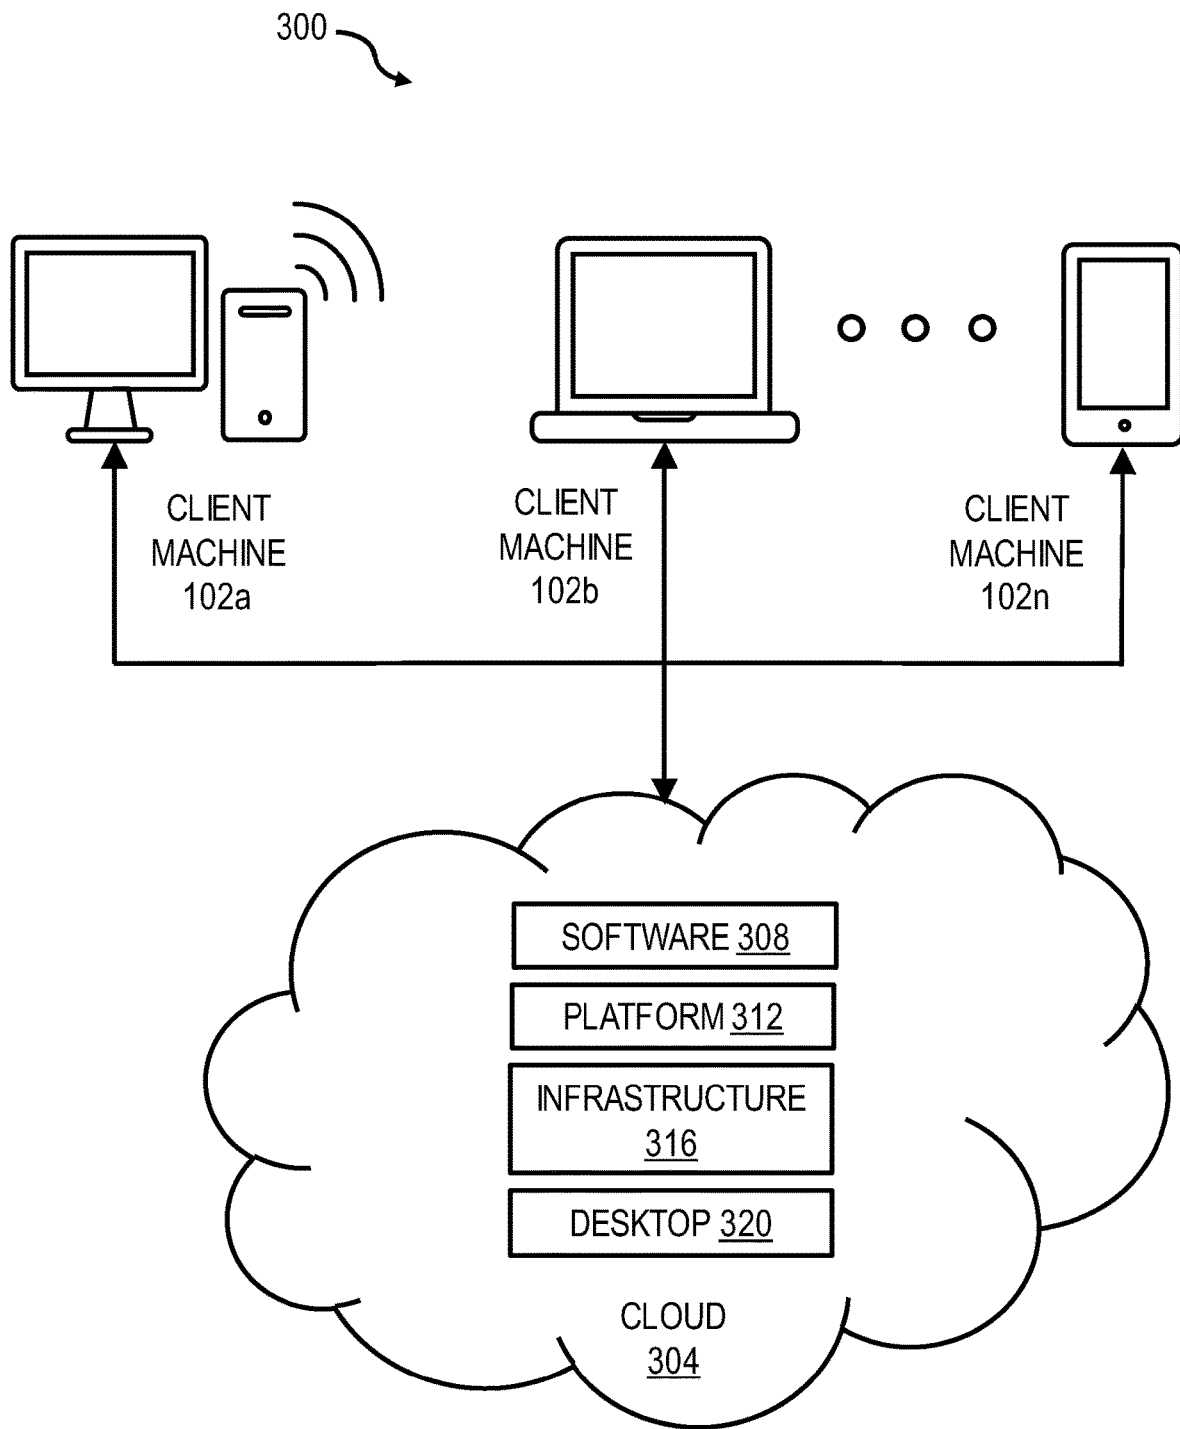 300
CLIENT
MACHINE
102a
CLIENT
MACHINE
102b
CLIENT
MACHINE
102n
SOFTWARE 308
PLATFORM 312
INFRASTRUCTURE
316
DESKTOP 320
CLOUD
304